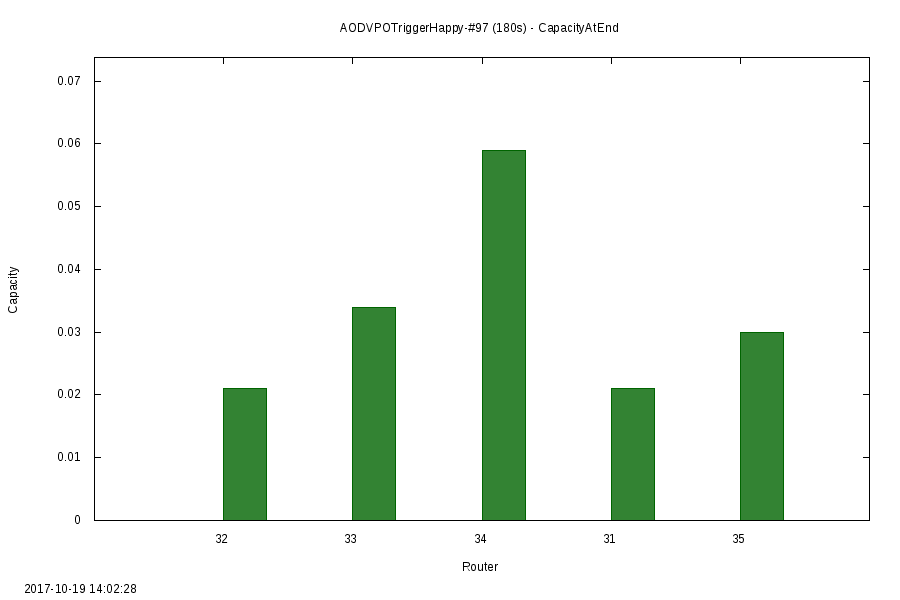 AODVPOTriggerHappy-#97 (180s) - CapacityAtEnd
0.07
0.06
0.05
0.04
0.03
0.02
0.01
0
Capacity
32 33 34 31 35
Router
2017-10-19 14:02:28